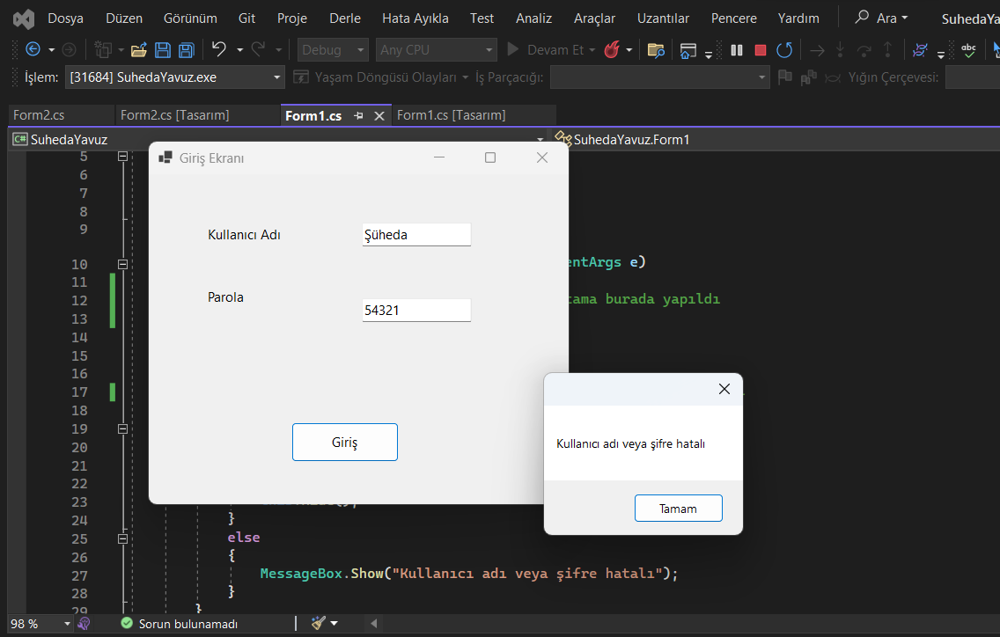 Dosya Düzen Görünüm Git Proje Derle Hata Ayıkla Test Analiz Araçlar Uzantılar Pencere Yardım Ara SuhedaYa
Debug Any CPU Devam Et abc
İşlem: [31684] SuhedaYavuz.exe Yaşam Döngüsü Olayları İş Parçacığı: Yığın Çerçevesi:
Form2.cs Form2.cs [Tasarım] Form1.cs Form1.cs [Tasarım]
C# SuhedaYavuz SuhedaYavuz.Form1
Giriş Ekranı
Kullanıcı Adı Şüheda
Parola
54321
Giriş
Kullanıcı adı veya şifre hatalı
Tamam
5
6
7
8
9
10 entArgs e)
11
12 tama burada yapıldı
13
14
15
16
17
18
19
20
21
22
23
24 }
25 else
26 {
27 MessageBox.Show("Kullanıcı adı veya şifre hatalı");
28 }
29 }
98 % Sorun bulunamadı